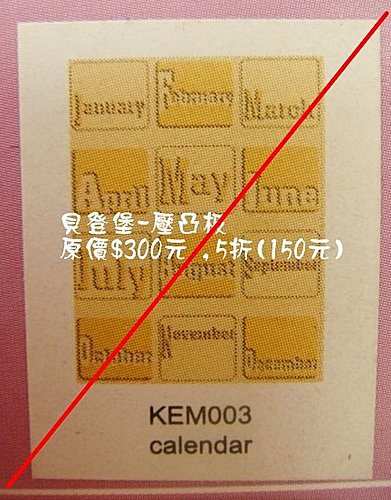 January February March
April May June
貝登堡-壓凸板
原價$300元 ,5折(150元)
July August September
October November December
KEM003
calendar